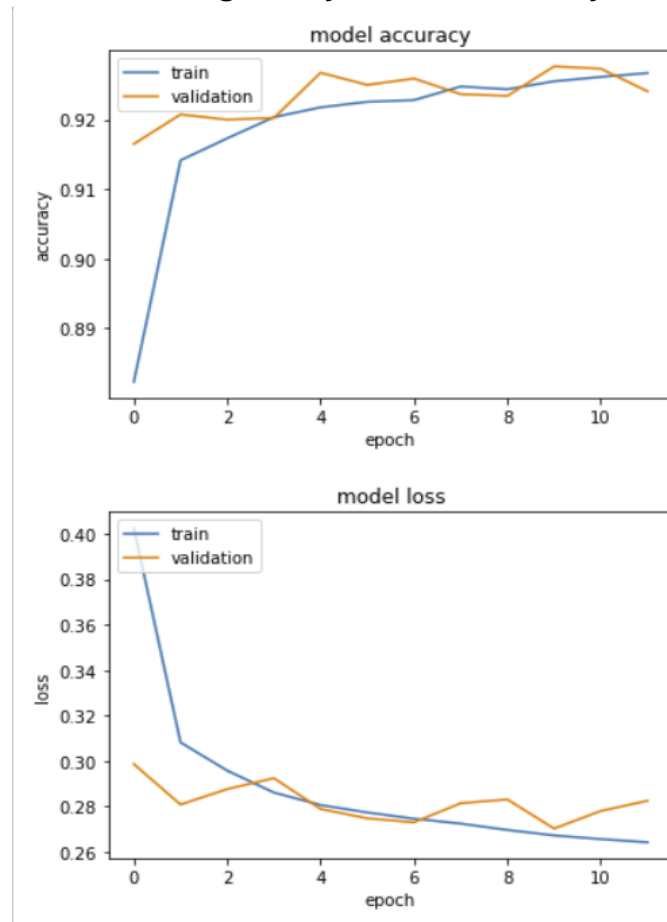 model accuracy
train
validation
0.92
0.91
0.90
0.89
accuracy
0 2 4 6 8 10
epoch
model loss
train
validation
0.40
0.38
0.36
0.34
0.32
0.30
0.28
0.26
loss
0 2 4 6 8 10
epoch